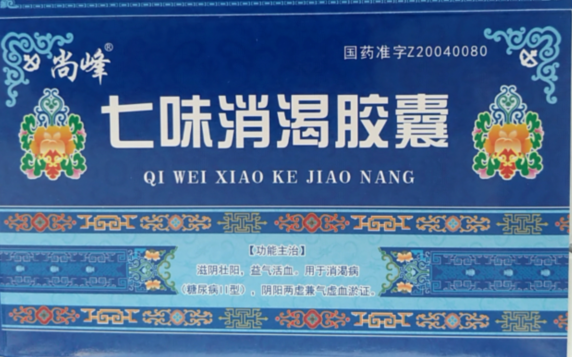 尚峰®
国药准字Z20040080
七味消渴胶囊
QI WEI XIAO KE JIAO NANG
【功能主治】
滋阴壮阳，益气活血。用于消渴病
（糖尿病II型），阴阳两虚兼气虚血淤证。